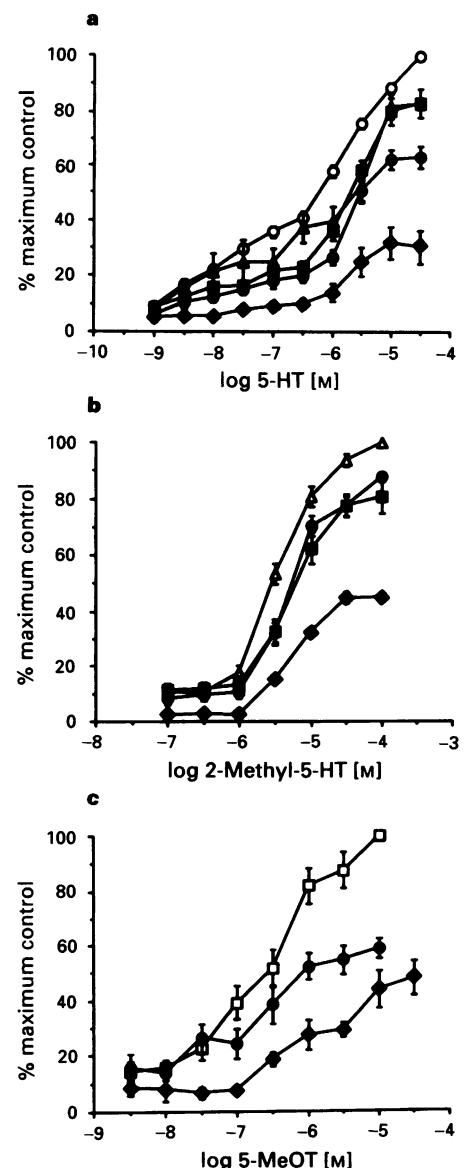 a
% maximum control
100
80
60
40
20
0
−10 −9 −8 −7 −6 −5 −4
log 5-HT [M]
b
% maximum control
100
80
60
40
20
0
−8 −7 −6 −5 −4 −3
log 2-Methyl-5-HT [M]
c
% maximum control
100
80
60
40
20
0
−9 −8 −7 −6 −5 −4
log 5-MeOT [M]